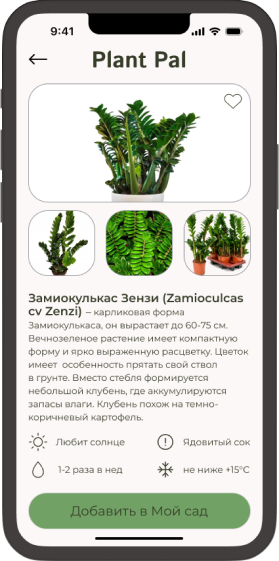 9:41
Plant Pal
Замиокулькас Зензи (Zamioculcas
cv Zenzi) – карликовая форма
Замиокулькаса, он вырастает до 60-75 см.
Вечнозеленое растение имеет компактную
форму и ярко выраженную расцветку. Цветок
имеет особенность прятать свой ствол
в грунте. Вместо стебля формируется
небольшой клубень, где аккумулируются
запасы влаги. Клубень похож на темно-
коричневый картофель.
Любит солнце
Ядовитый сок
1-2 раза в нед
не ниже +15°C
Добавить в Мой сад